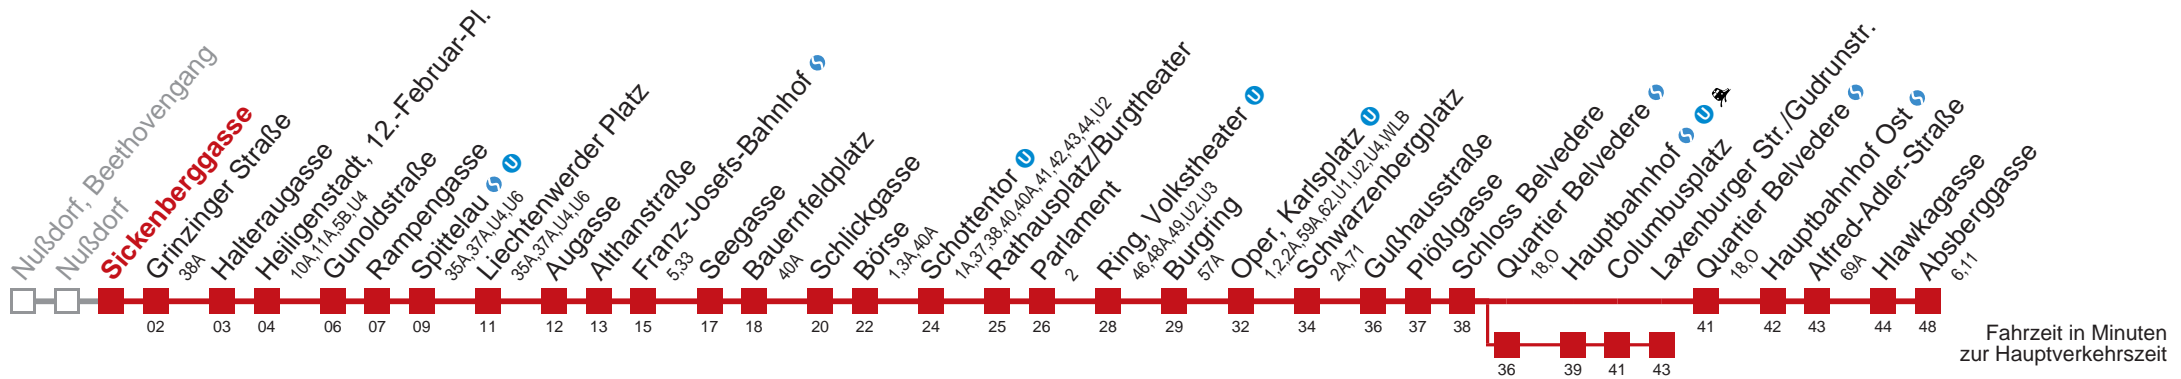 Nußdorf, Beethovengang
Nußdorf
Sickenberggasse
Grinzinger Straße
38A
Halteraugasse
Heiligenstadt, 12.-Februar-Pl.
10A,11A,5B,U4
Gunoldstraße
Rampengasse
Spittelau S U
35A,37A,U4,U6
Liechtenwerder Platz
35A,37A,U4,U6
Augasse
Althanstraße
Franz-Josefs-Bahnhof S
5,33
Seegasse
Bauernfeldplatz
40A
Schlickgasse
Börse
1,3A,40A
Schottentor U
1A,37,38,40,40A,41,42,43,44,U2
Rathausplatz/Burgtheater
Parlament
2
Ring, Volkstheater U
46,48A,49,U2,U3
Burgring
57A
Oper, Karlsplatz U
1,2,2A,59A,62,U1,U2,U4,WLB
Schwarzenbergplatz
2A,71
Gußhausstraße
Plößlgasse
Schloss Belvedere
Quartier Belvedere S
18,O
Hauptbahnhof S U
Columbusplatz
Laxenburger Str./Gudrunstr.
Quartier Belvedere S
18,O
Hauptbahnhof Ost S
Alfred-Adler-Straße
69A
Hlawkagasse
Absberggasse
6,11
02 03 04 06 07 09 11 12 13 15 17 18 20 22 24 25 26 28 29 32 34 36 37 38 41 42 43 44 48
36 39 41 43
Fahrzeit in Minuten
zur Hauptverkehrszeit